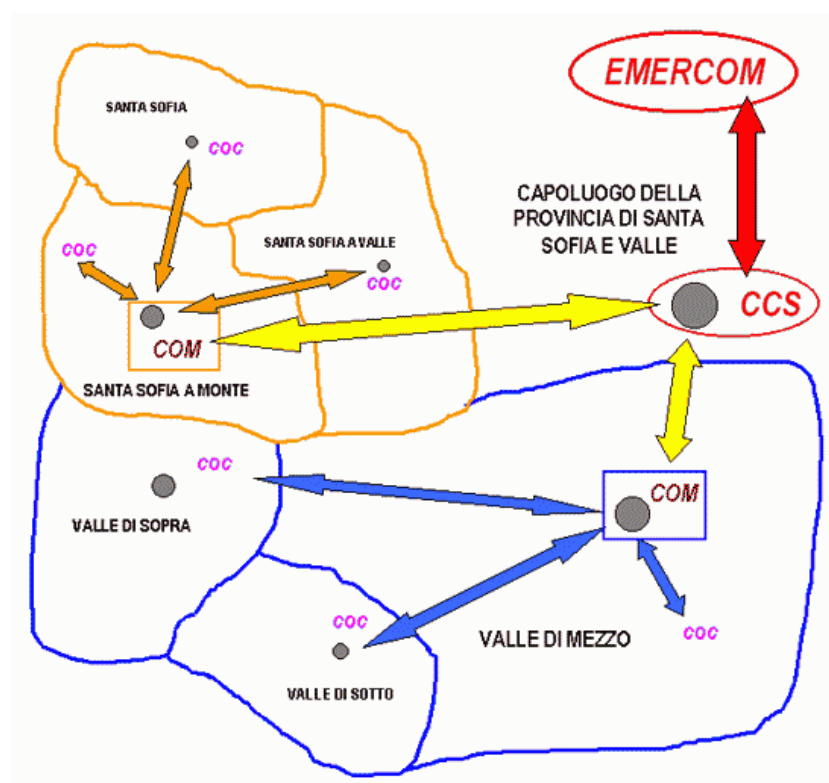 EMERCOM
SANTA SOFIA
COC
CAPOLUOGO DELLA
PROVINCIA DI SANTA
SOFIA E VALLE
COC
SANTA SOFIA A VALLE
COC
CCS
COM
SANTA SOFIA A MONTE
COC
VALLE DI SOPRA
COM
COC
VALLE DI MEZZO
COC
VALLE DI SOTTO